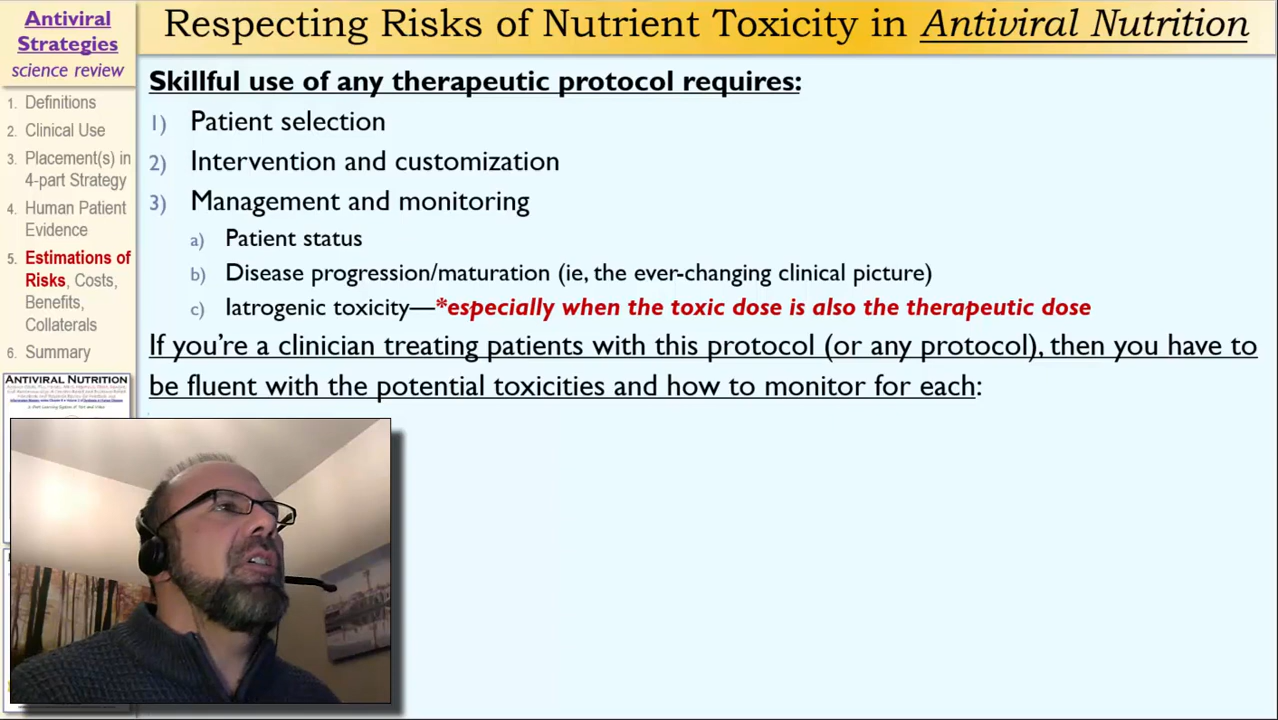 Antiviral
Strategies
science review
1. Definitions
2. Clinical Use
3. Placement(s) in
4-part Strategy
4. Human Patient
Evidence
5. Estimations of
Risks, Costs,
Benefits,
Collaterals
6. Summary
ANTIVIRAL NUTRITION
Respecting Risks of Nutrient Toxicity in Antiviral Nutrition
Skillful use of any therapeutic protocol requires:
1) Patient selection
2) Intervention and customization
3) Management and monitoring
a) Patient status
b) Disease progression/maturation (ie, the ever-changing clinical picture)
c) Iatrogenic toxicity—*especially when the toxic dose is also the therapeutic dose
If you're a clinician treating patients with this protocol (or any protocol), then you have to
be fluent with the potential toxicities and how to monitor for each: